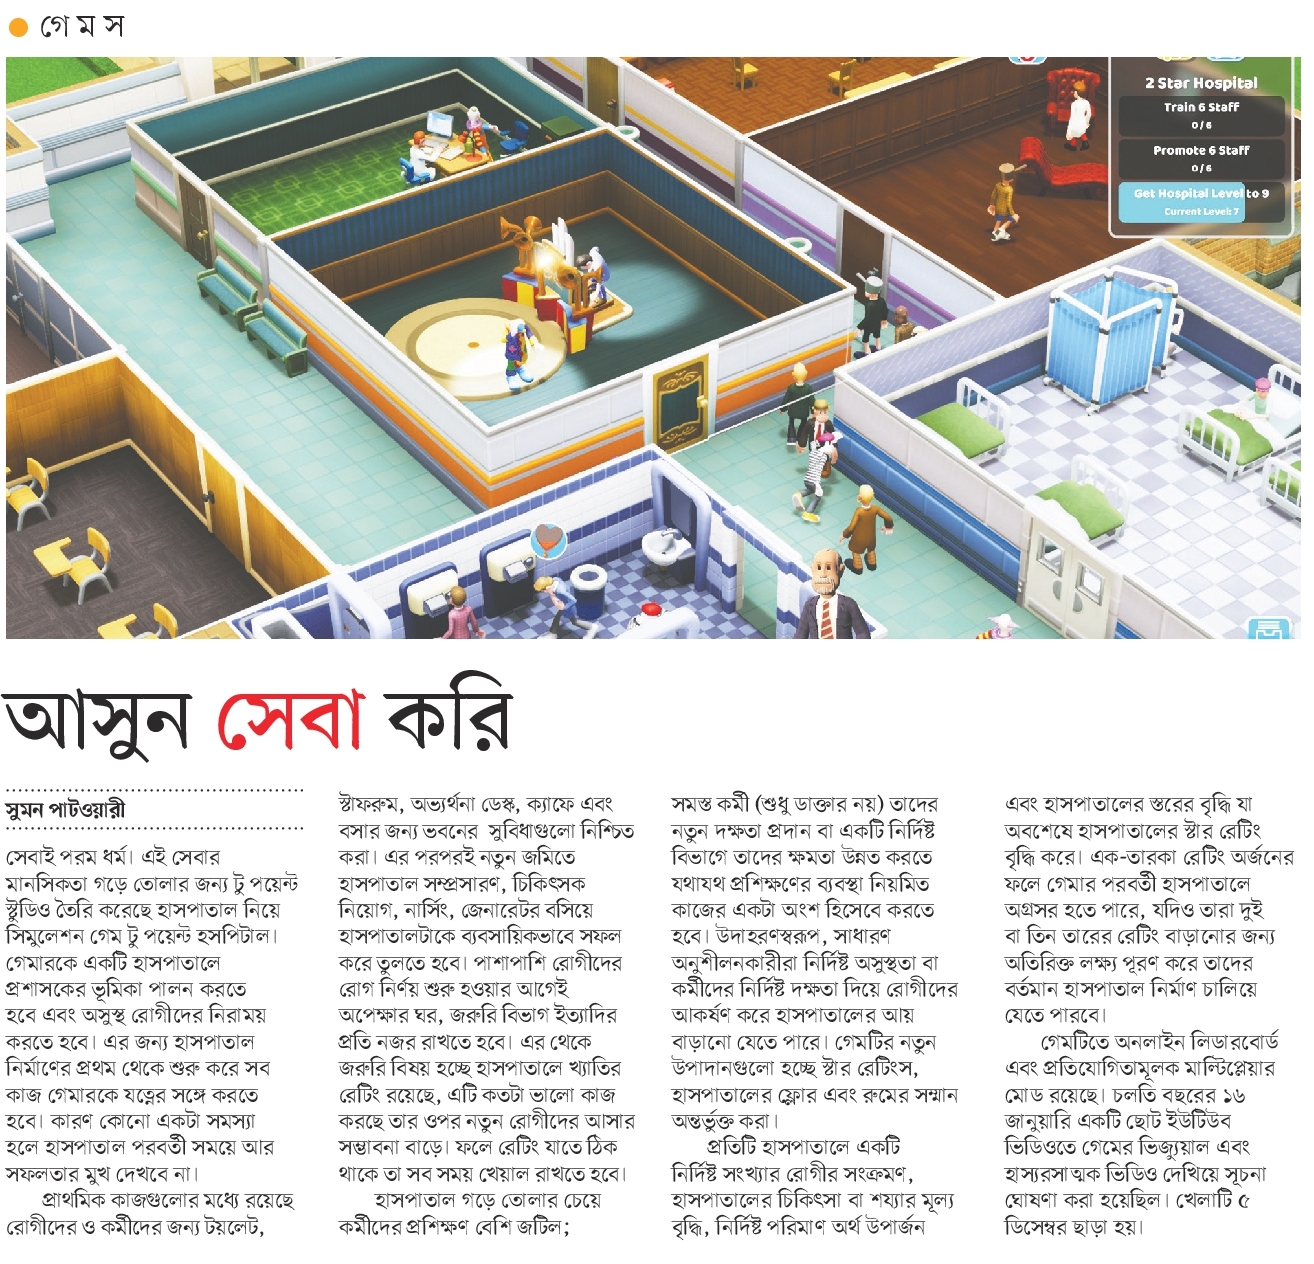 গেমস
2 Star Hospital
Train 6 Staff
0/6
Promote 6 Staff
0/6
Get Hospital Level to 9
Current Level: 7
আসুন সেবা করি
সুমন পাটওয়ারী
সেবাই পরম ধর্ম। এই সেবার
মানসিকতা গড়ে তোলার জন্য টু পয়েন্ট
স্টুডিও তৈরি করেছে হাসপাতাল নিয়ে
সিমুলেশন গেম টু পয়েন্ট হসপিটাল।
গেমারকে একটি হাসপাতালে
প্রশাসকের ভূমিকা পালন করতে
হবে এবং অসুস্থ রোগীদের নিরাময়
করতে হবে। এর জন্য হাসপাতাল
নির্মাণের প্রথম থেকে শুরু করে সব
কাজ গেমারকে যত্নের সঙ্গে করতে
হবে। কারণ কোনো একটা সমস্যা
হলে হাসপাতাল পরবর্তী সময়ে আর
সফলতার মুখ দেখবে না।
প্রাথমিক কাজগুলোর মধ্যে রয়েছে
রোগীদের ও কর্মীদের জন্য টয়লেট,
স্টাফরুম, অভ্যর্থনা ডেস্ক, ক্যাফে এবং
বসার জন্য ভবনের সুবিধাগুলো নিশ্চিত
করা। এর পরপরই নতুন জমিতে
হাসপাতাল সম্প্রসারণ, চিকিৎসক
নিয়োগ, নার্সিং, জেনারেটর বসিয়ে
হাসপাতালটাকে ব্যবসায়িকভাবে সফল
করে তুলতে হবে। পাশাপাশি রোগীদের
রোগ নির্ণয় শুরু হওয়ার আগেই
অপেক্ষার ঘর, জরুরি বিভাগ ইত্যাদির
প্রতি নজর রাখতে হবে। এর থেকে
জরুরি বিষয় হচ্ছে হাসপাতালে খ্যাতির
রেটিং রয়েছে, এটি কতটা ভালো কাজ
করছে তার ওপর নতুন রোগীদের আসার
সম্ভাবনা বাড়ে। ফলে রেটিং যাতে ঠিক
থাকে তা সব সময় খেয়াল রাখতে হবে।
হাসপাতাল গড়ে তোলার চেয়ে
কর্মীদের প্রশিক্ষণ বেশি জটিল;
সমস্ত কর্মী (শুধু ডাক্তার নয়) তাদের
নতুন দক্ষতা প্রদান বা একটি নির্দিষ্ট
বিভাগে তাদের ক্ষমতা উন্নত করতে
যথাযথ প্রশিক্ষণের ব্যবস্থা নিয়মিত
কাজের একটা অংশ হিসেবে করতে
হবে। উদাহরণস্বরূপ, সাধারণ
অনুশীলনকারীরা নির্দিষ্ট অসুস্থতা বা
কর্মীদের নির্দিষ্ট দক্ষতা দিয়ে রোগীদের
আকর্ষণ করে হাসপাতালের আয়
বাড়ানো যেতে পারে। গেমটির নতুন
উপাদানগুলো হচ্ছে স্টার রেটিংস,
হাসপাতালের ফ্লোর এবং রুমের সম্মান
অন্তর্ভুক্ত করা।
প্রতিটি হাসপাতালে একটি
নির্দিষ্ট সংখ্যার রোগীর সংক্রমণ,
হাসপাতালের চিকিৎসা বা শয্যার মূল্য
বৃদ্ধি, নির্দিষ্ট পরিমাণ অর্থ উপার্জন
এবং হাসপাতালের স্তরের বৃদ্ধি যা
অবশেষে হাসপাতালের স্টার রেটিং
বৃদ্ধি করে। এক-তারকা রেটিং অর্জনের
ফলে গেমার পরবর্তী হাসপাতালে
অগ্রসর হতে পারে, যদিও তারা দুই
বা তিন তারের রেটিং বাড়ানোর জন্য
অতিরিক্ত লক্ষ্য পূরণ করে তাদের
বর্তমান হাসপাতাল নির্মাণ চালিয়ে
যেতে পারবে।
গেমটিতে অনলাইন লিডারবোর্ড
এবং প্রতিযোগিতামূলক মাল্টিপ্লেয়ার
মোড রয়েছে। চলতি বছরের ১৬
জানুয়ারি একটি ছোট ইউটিউব
ভিডিওতে গেমের ভিজ্যুয়াল এবং
হাস্যরসাত্মক ভিডিও দেখিয়ে সূচনা
ঘোষণা করা হয়েছিল। খেলাটি ৫
ডিসেম্বর ছাড়া হয়।